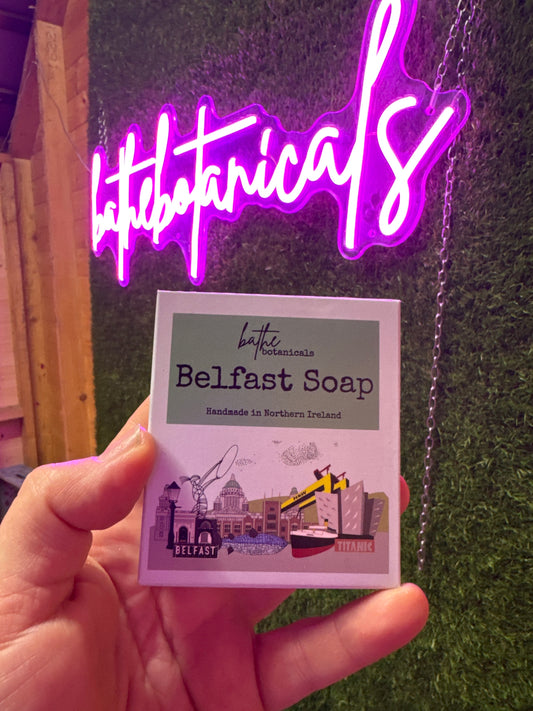 bathebotanicals
bathe
botanicals
Belfast Soap
Handmade in Northern Ireland
H&W
BELFAST
TITANIC